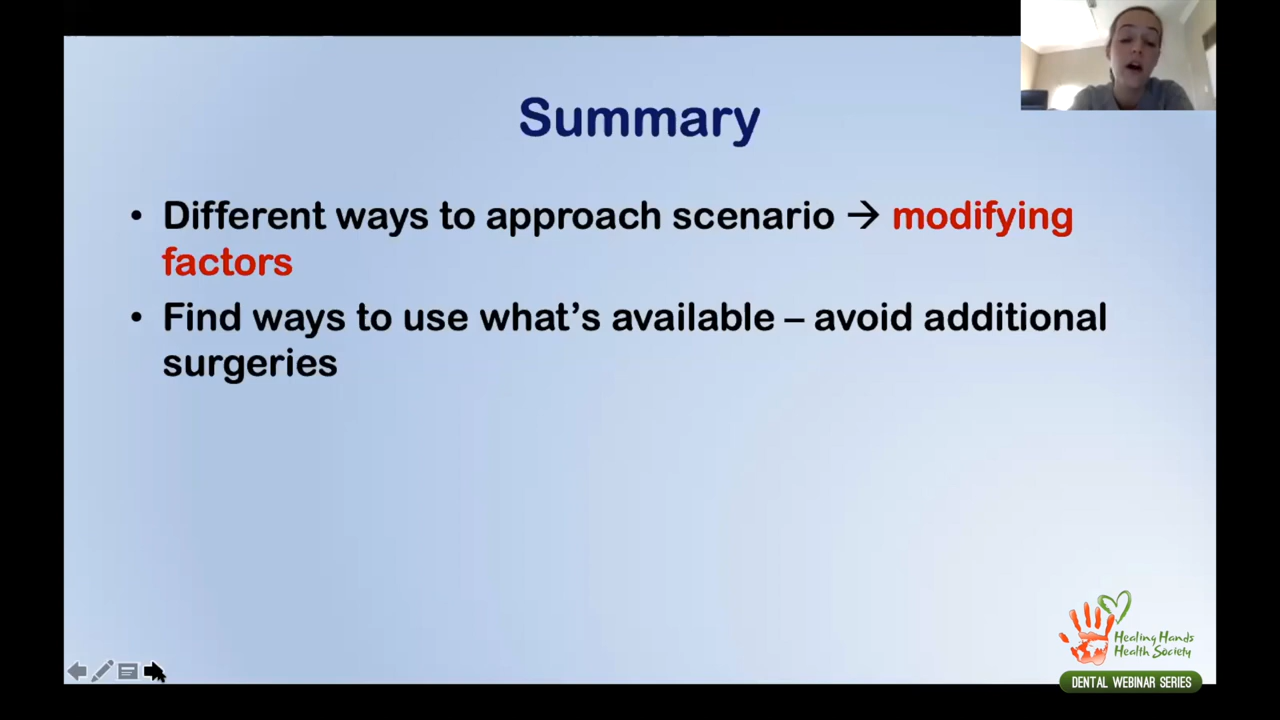 Summary
• Different ways to approach scenario → modifying
factors
• Find ways to use what's available – avoid additional
surgeries
Healing Hands
Health Society
DENTAL WEBINAR SERIES